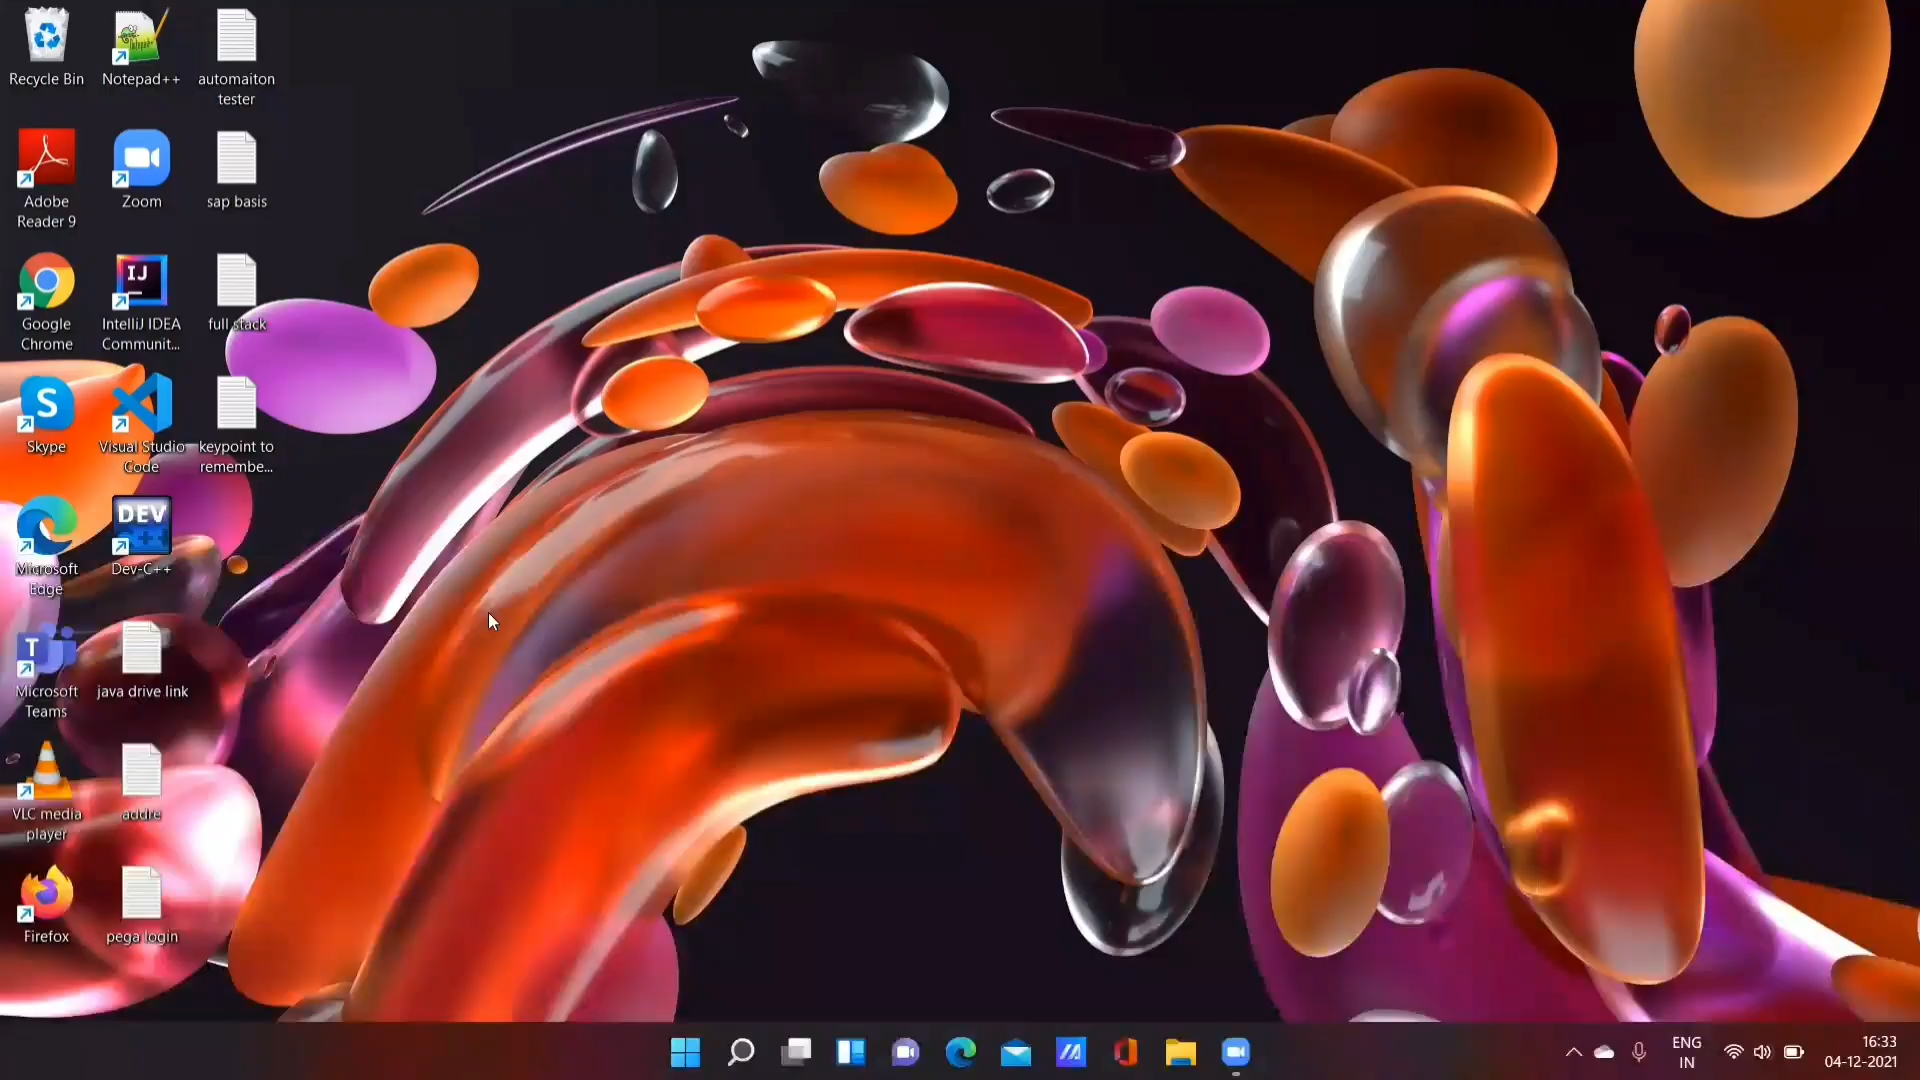 Recycle Bin
Notepad++
automaiton
tester
Adobe
Reader 9
Zoom
sap basis
Google
Chrome
IntelliJ IDEA
Communit...
full stack
Skype
Visual Studio
Code
keypoint to
remembe...
Microsoft
Edge
DEV
C++
Dev-C++
Microsoft
Teams
java drive link
VLC media
player
addre
Firefox
pega login
ENG
IN
16:33
04-12-2021